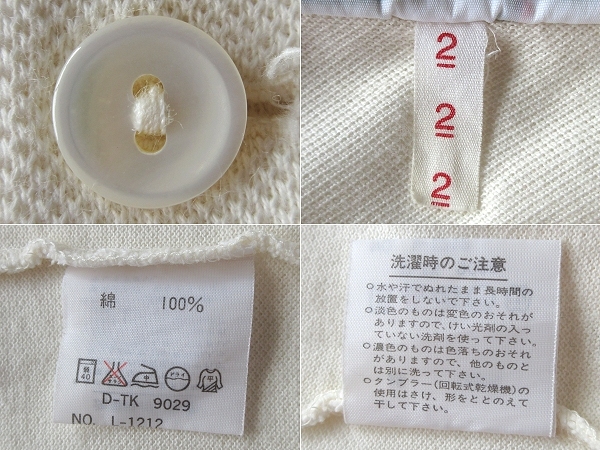 2
2
2
綿 100%
弱
40
中
ドライ
D-TK 9029
NO. L-1212
洗濯時のご注意
○水や汗でぬれたまま長時間の
放置をしないで下さい。
○淡色のものは変色のおそれが
ありますので、けい光剤の入っ
ていない洗剤を使って下さい。
○濃色のものは色落ちのおそれ
がありますので、他のものと
は別に洗って下さい。
○タンブラー(回転式乾燥機)の
使用はさけ、形をととのえて
干して下さい。